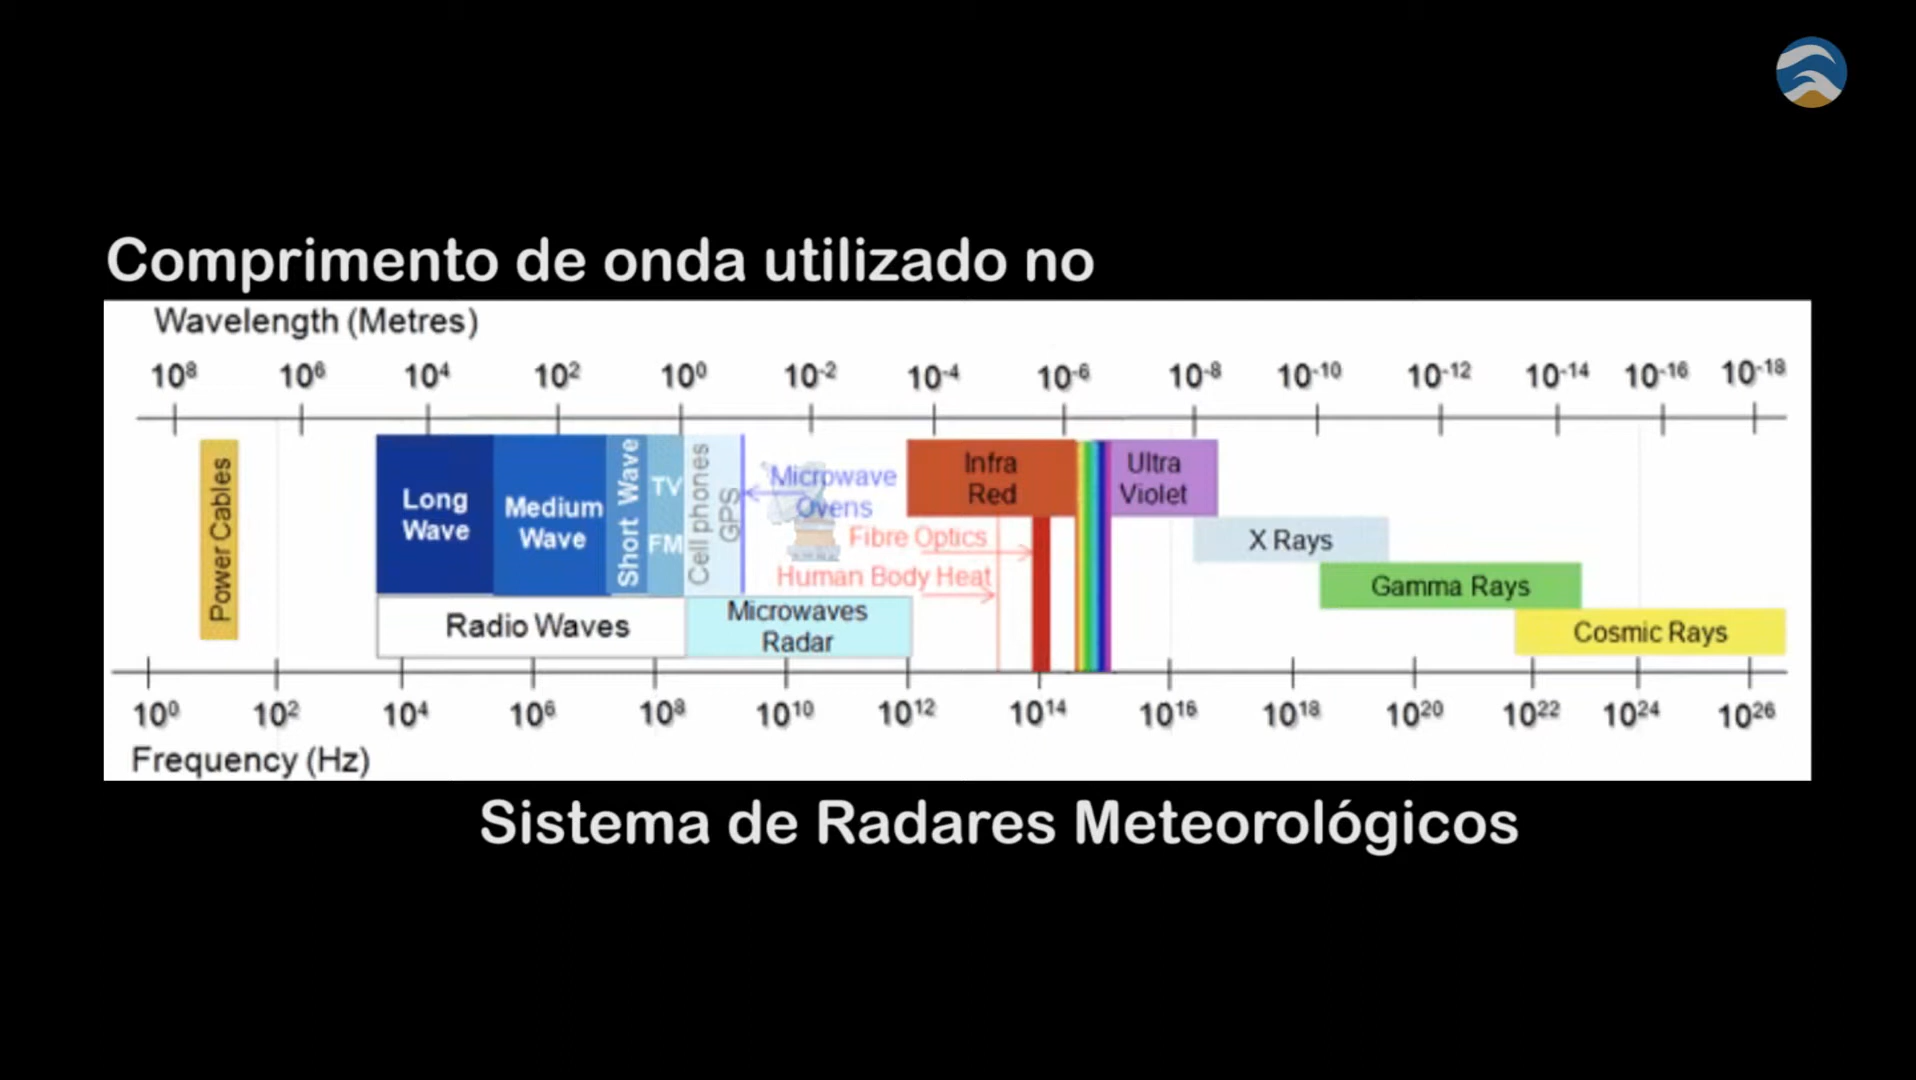 Comprimento de onda utilizado no
Wavelength (Metres)
10⁸ 10⁶ 10⁴ 10² 10⁰ 10⁻² 10⁻⁴ 10⁻⁶ 10⁻⁸ 10⁻¹⁰ 10⁻¹² 10⁻¹⁴ 10⁻¹⁶ 10⁻¹⁸
Power Cables
Long
Wave
Medium
Wave
Short Wave
TV
FM
Cell phones
GPS
Microwave
Ovens
Fibre Optics
Human Body Heat
Infra
Red
Ultra
Violet
X Rays
Gamma Rays
Cosmic Rays
Radio Waves
Microwaves
Radar
10⁰ 10² 10⁴ 10⁶ 10⁸ 10¹⁰ 10¹² 10¹⁴ 10¹⁶ 10¹⁸ 10²⁰ 10²² 10²⁴ 10²⁶
Frequency (Hz)
Sistema de Radares Meteorológicos